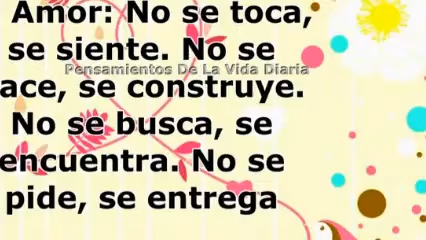 Amor: No se toca,
se siente. No se
Pensamientos De La Vida Diaria
ace, se construye.
No se busca, se
encuentra. No se
pide, se entrega